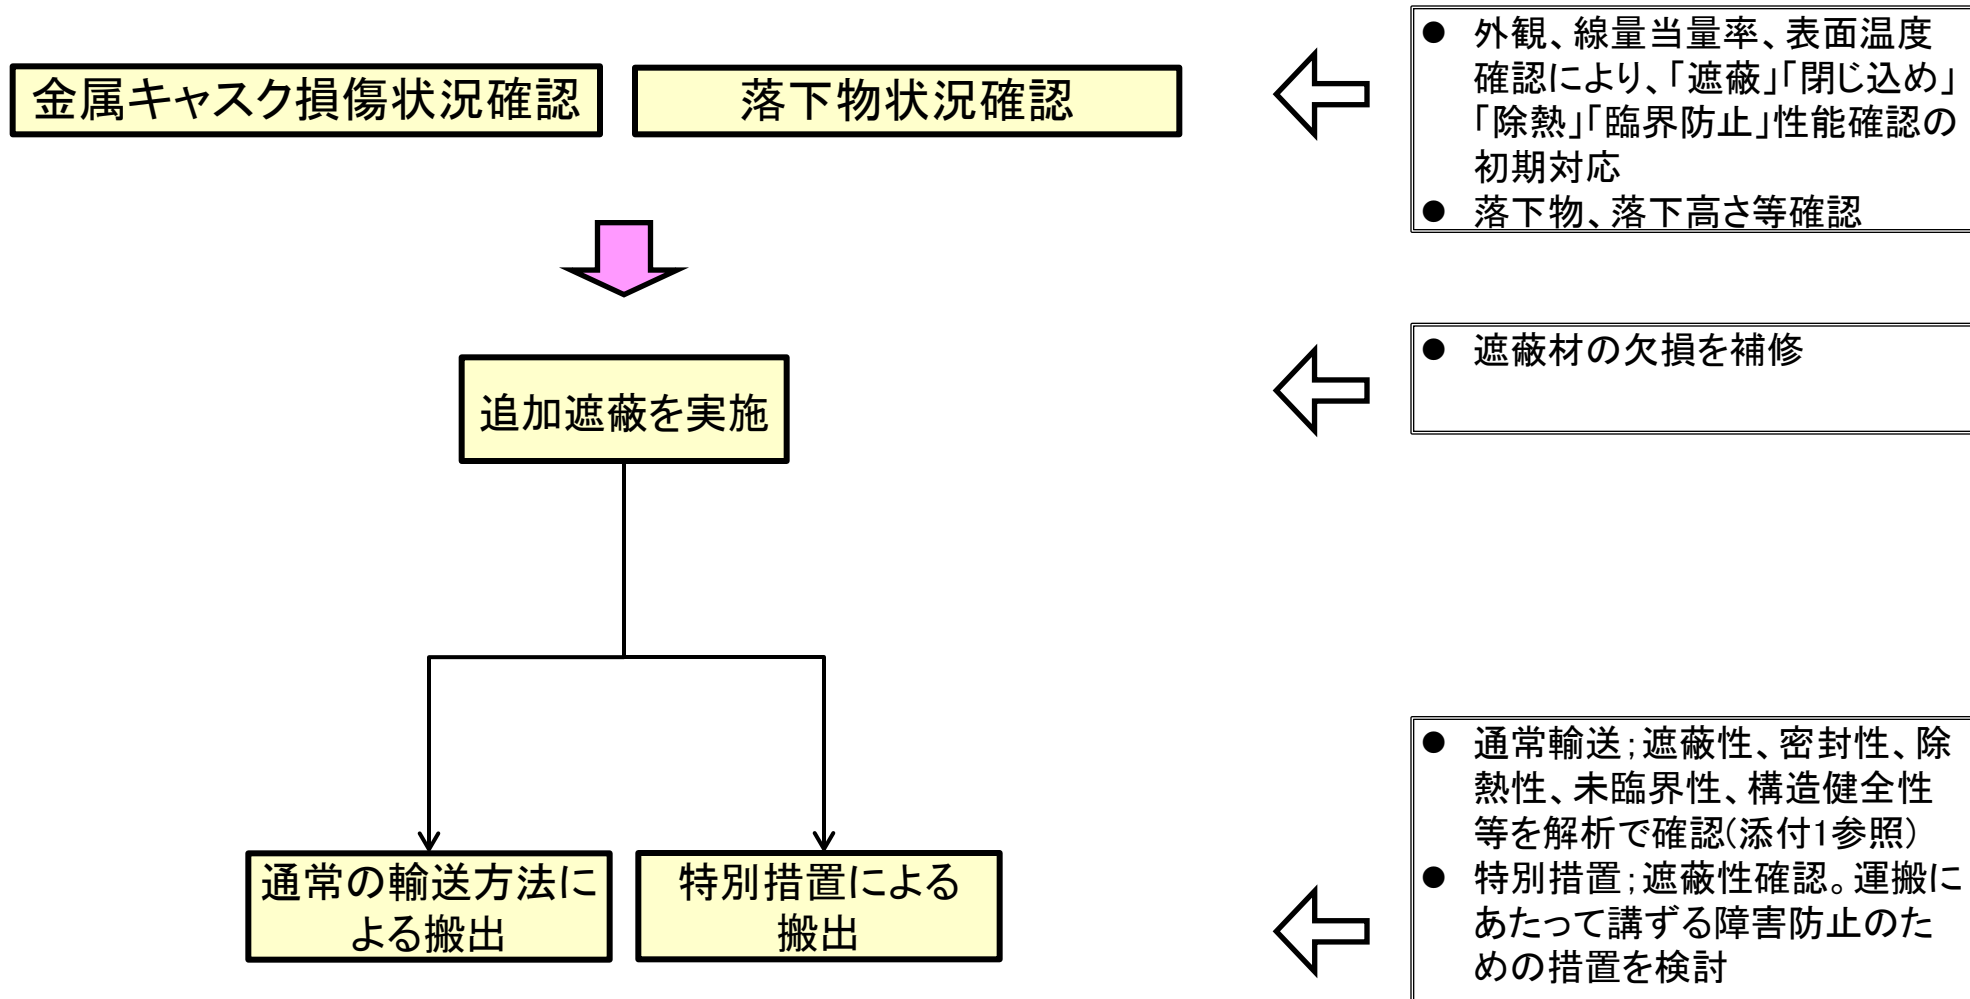 金属キャスク損傷状況確認
落下物状況確認
● 外観、線量当量率、表面温度
確認により、「遮蔽」「閉じ込め」
「除熱」「臨界防止」性能確認の
初期対応
● 落下物、落下高さ等確認
追加遮蔽を実施
● 遮蔽材の欠損を補修
通常の輸送方法に
よる搬出
特別措置による
搬出
● 通常輸送；遮蔽性、密封性、除
熱性、未臨界性、構造健全性
等を解析で確認(添付1参照)
● 特別措置；遮蔽性確認。運搬に
あたって講ずる障害防止のた
めの措置を検討